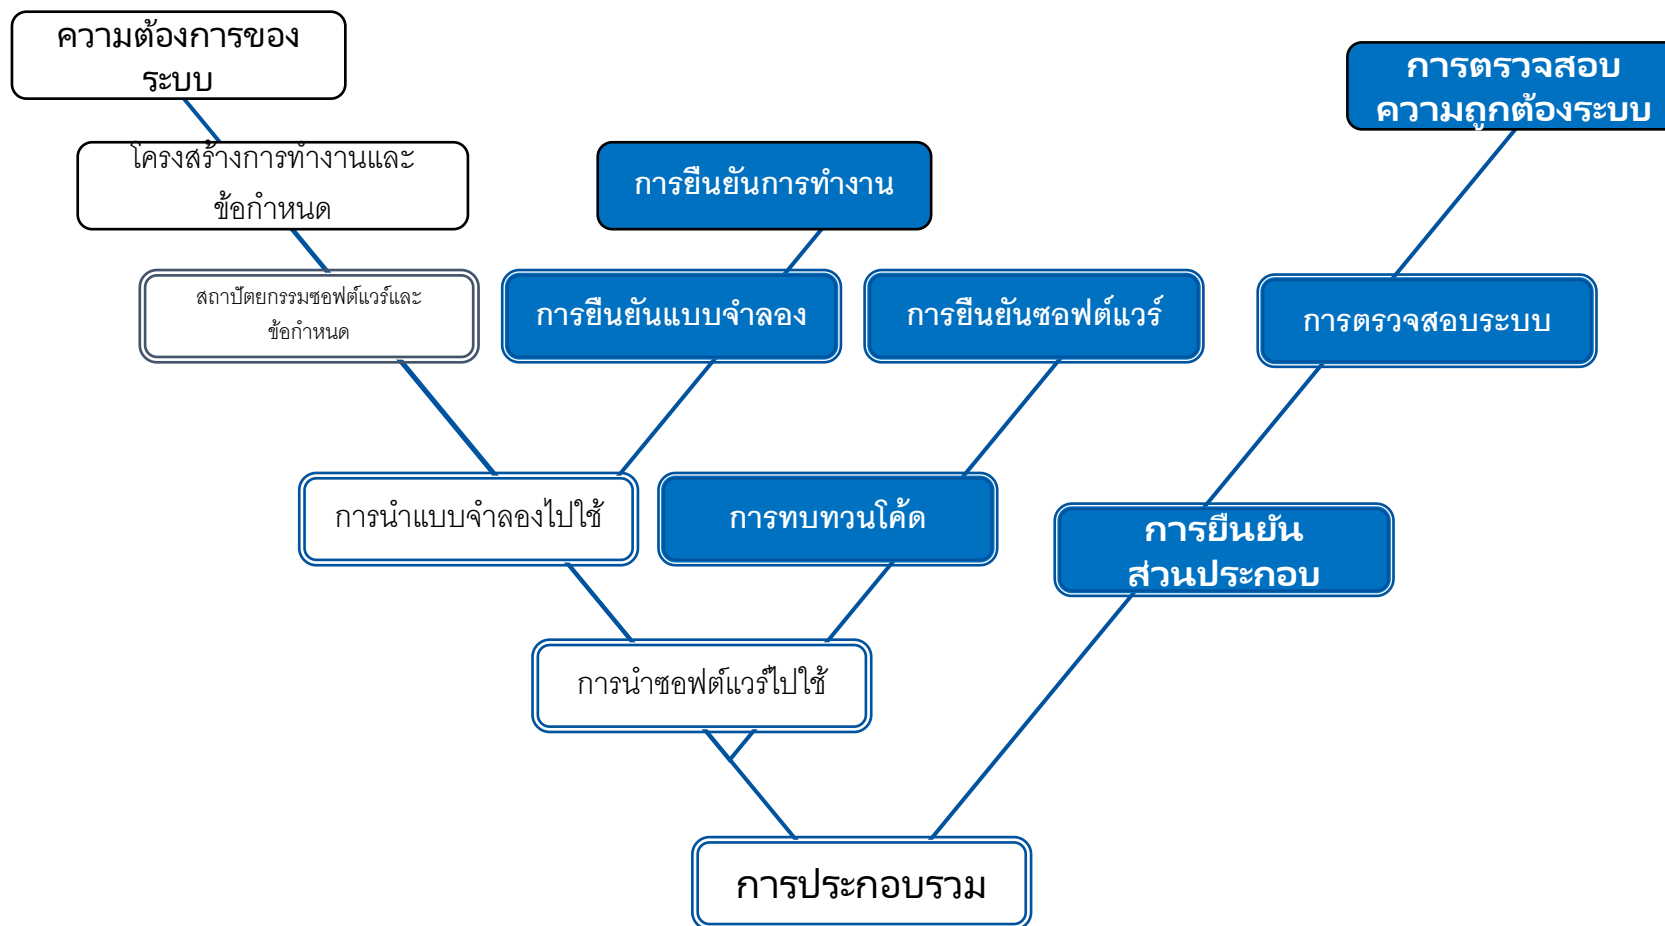 ความต้องการของ
ระบบ
การตรวจสอบ
ความถูกต้องระบบ
โครงสร้างการทำงานและ
ข้อกำหนด
การยืนยันการทำงาน
สถาปัตยกรรมซอฟต์แวร์และ
ข้อกำหนด
การยืนยันแบบจำลอง
การยืนยันซอฟต์แวร์
การตรวจสอบระบบ
การนำแบบจำลองไปใช้
การทบทวนโค้ด
การยืนยัน
ส่วนประกอบ
การนำซอฟต์แวร์ไปใช้
การประกอบรวม